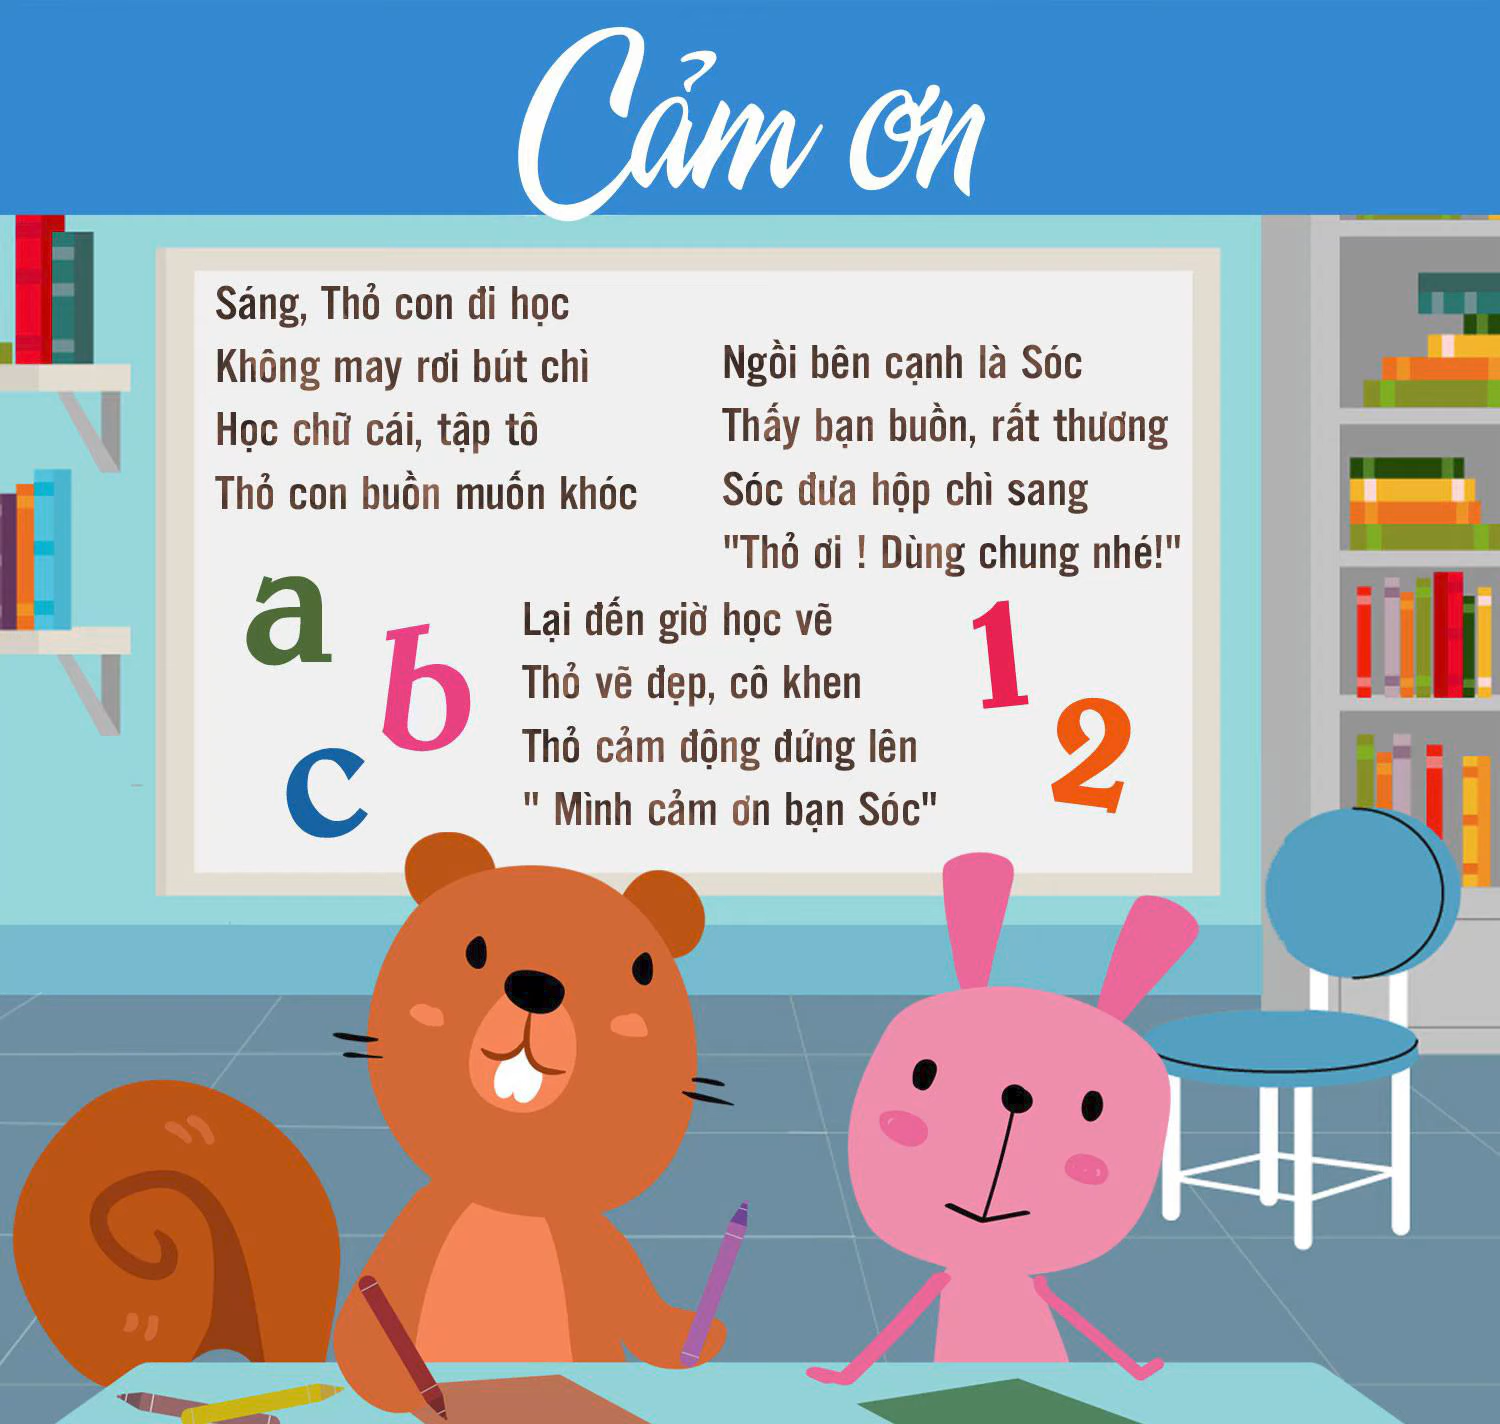 Cảm ơn
Sáng, Thỏ con đi học
Không may rơi bút chì
Học chữ cái, tập tô
Thỏ con buồn muốn khóc
Ngồi bên cạnh là Sóc
Thấy bạn buồn, rất thương
Sóc đưa hộp chì sang
"Thỏ ơi ! Dùng chung nhé!"
Lại đến giờ học vẽ
Thỏ vẽ đẹp, cô khen
Thỏ cảm động đứng lên
" Mình cảm ơn bạn Sóc"
a
b
c
1
2